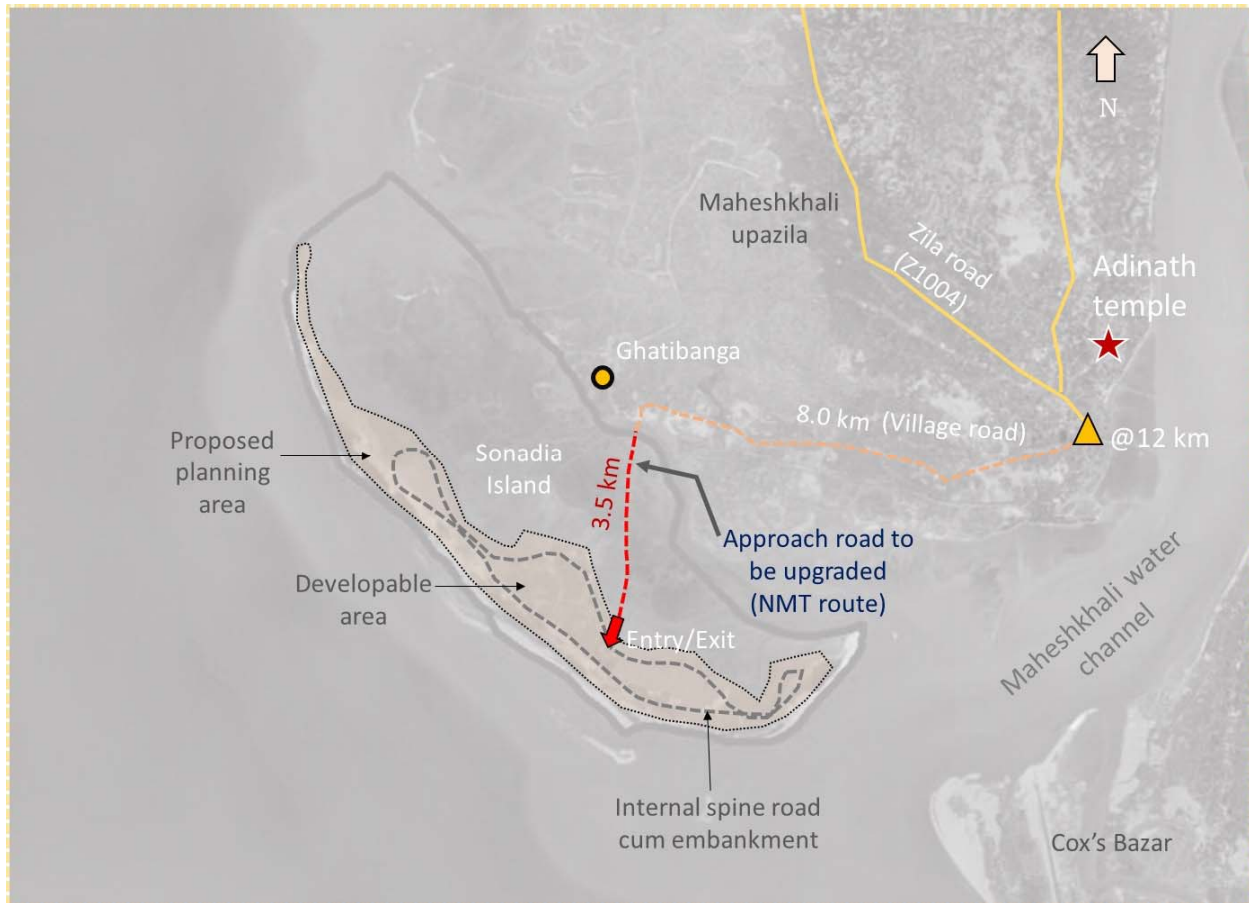 N
Maheshkhali
upazila
Zila road
(Z1004)
Adinath
temple
Ghatibanga
8.0 km (Village road)
@12 km
Proposed
planning
area
Sonadia
Island
3.5 km
Approach road to
be upgraded
(NMT route)
Developable
area
Entry/Exit
Maheshkhali water
channel
Internal spine road
cum embankment
Cox's Bazar